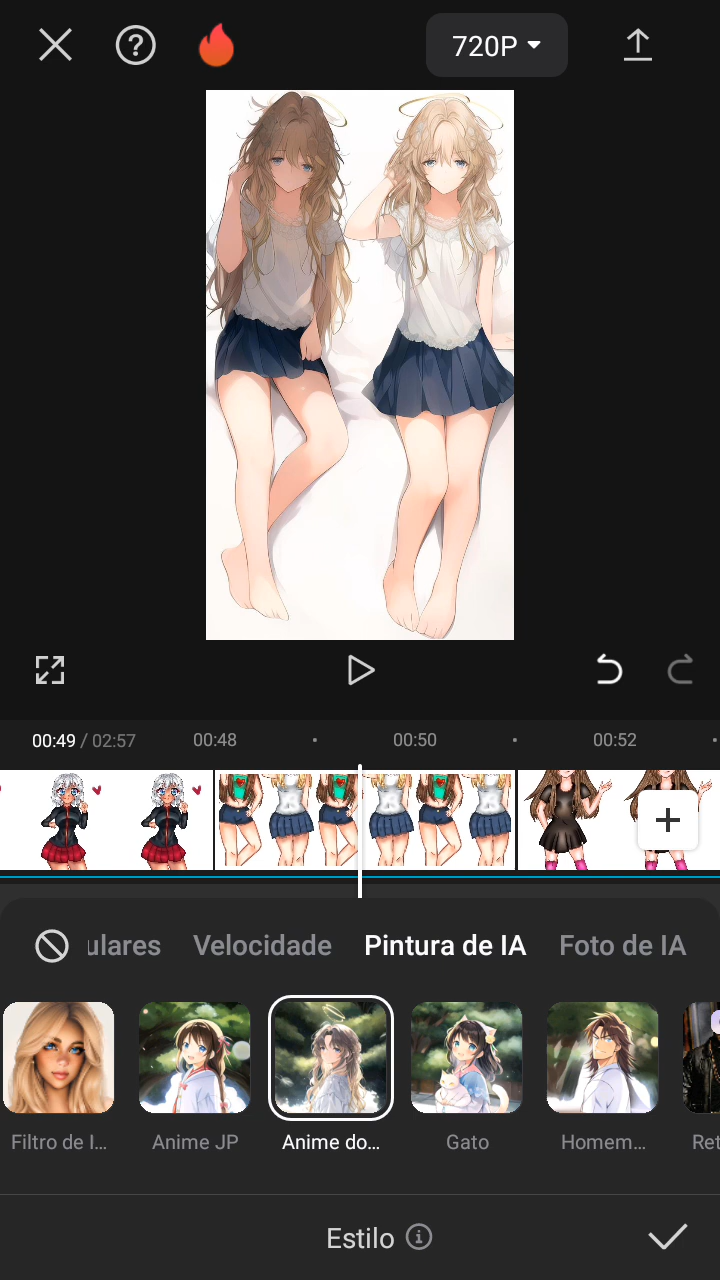 720P
00:49 / 02:57
00:48
00:50
00:52
ulares
Velocidade
Pintura de IA
Foto de IA
Filtro de I...
Anime JP
Anime do...
Gato
Homem...
Ret
Estilo